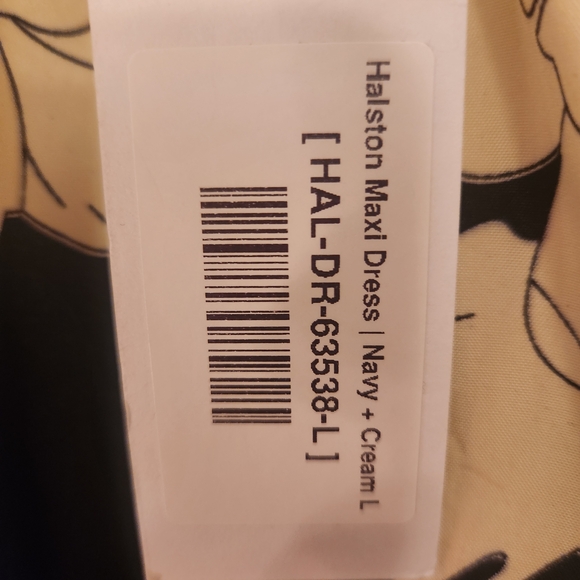 Halston Maxi Dress | Navy + Cream L
[ HAL-DR-63538-L ]